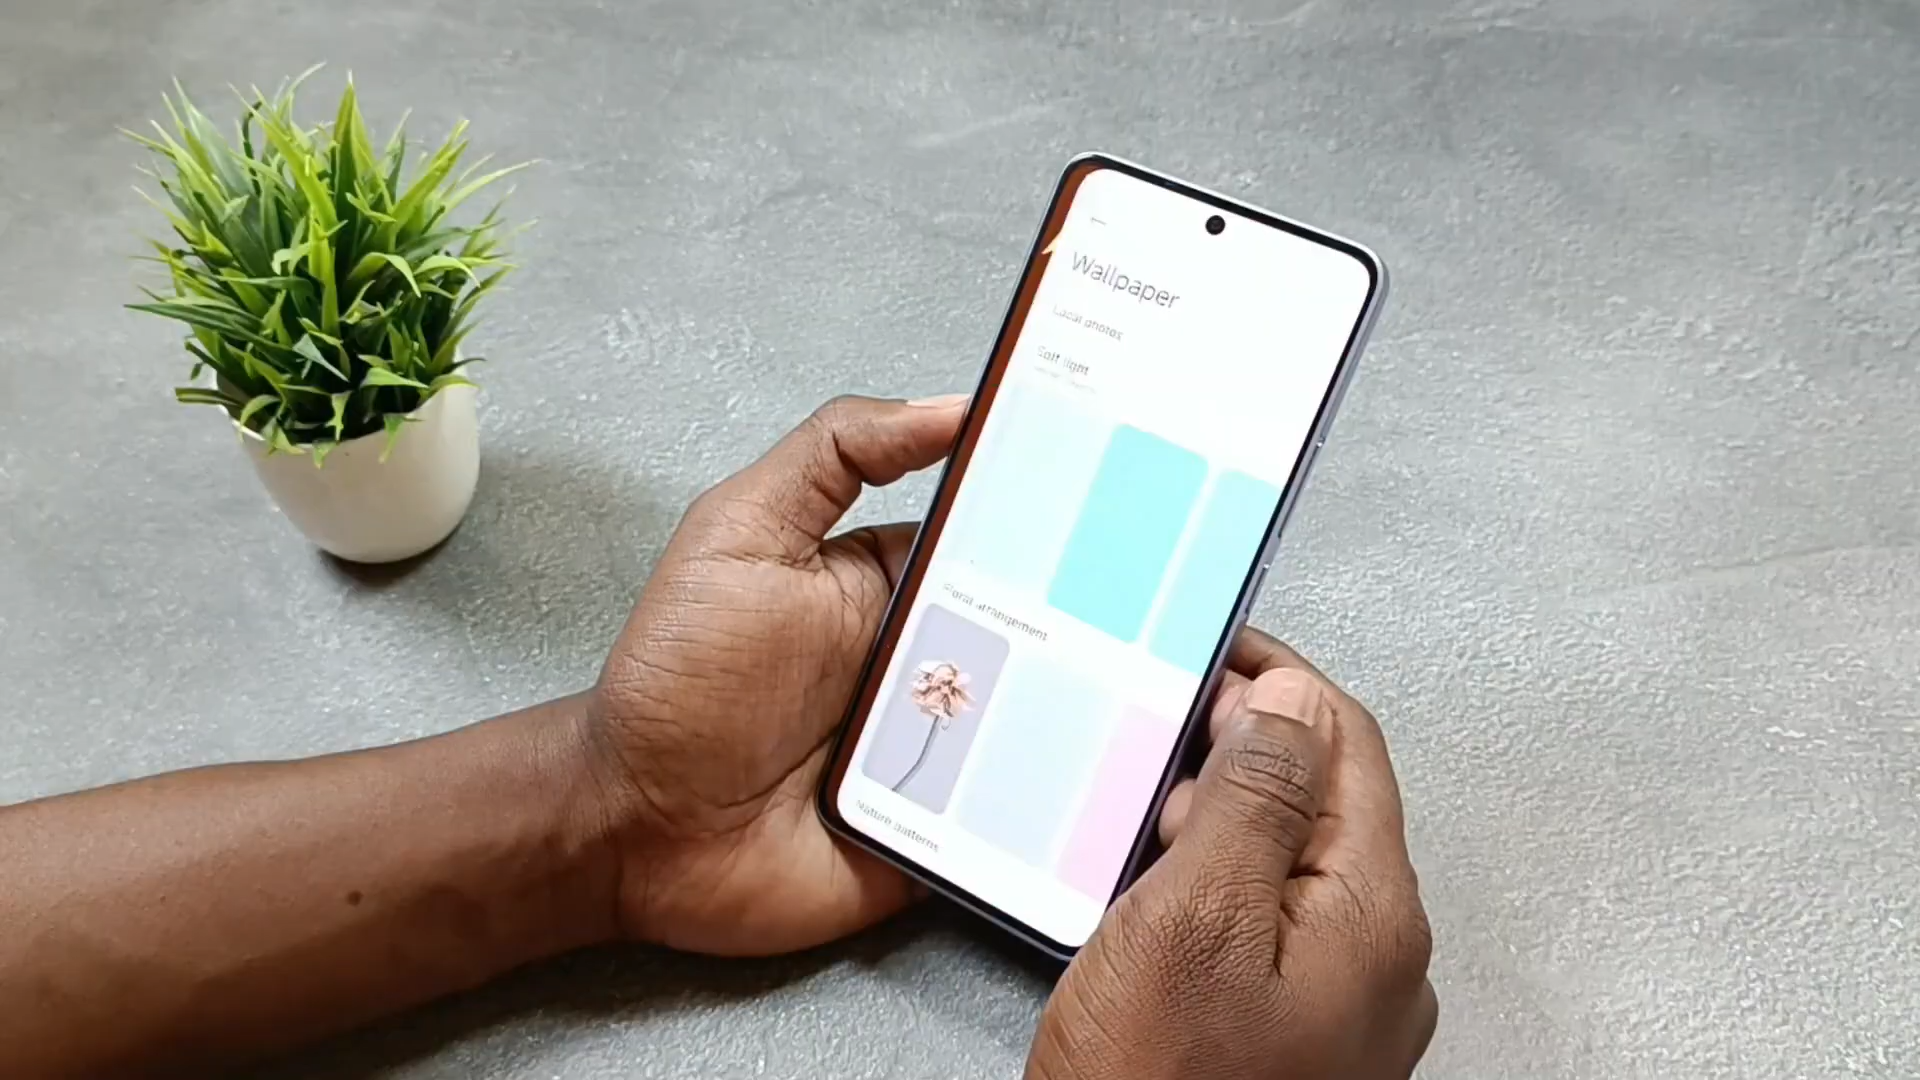 Wallpaper
Local photos
Soft light
Floral arrangement
Nature patterns